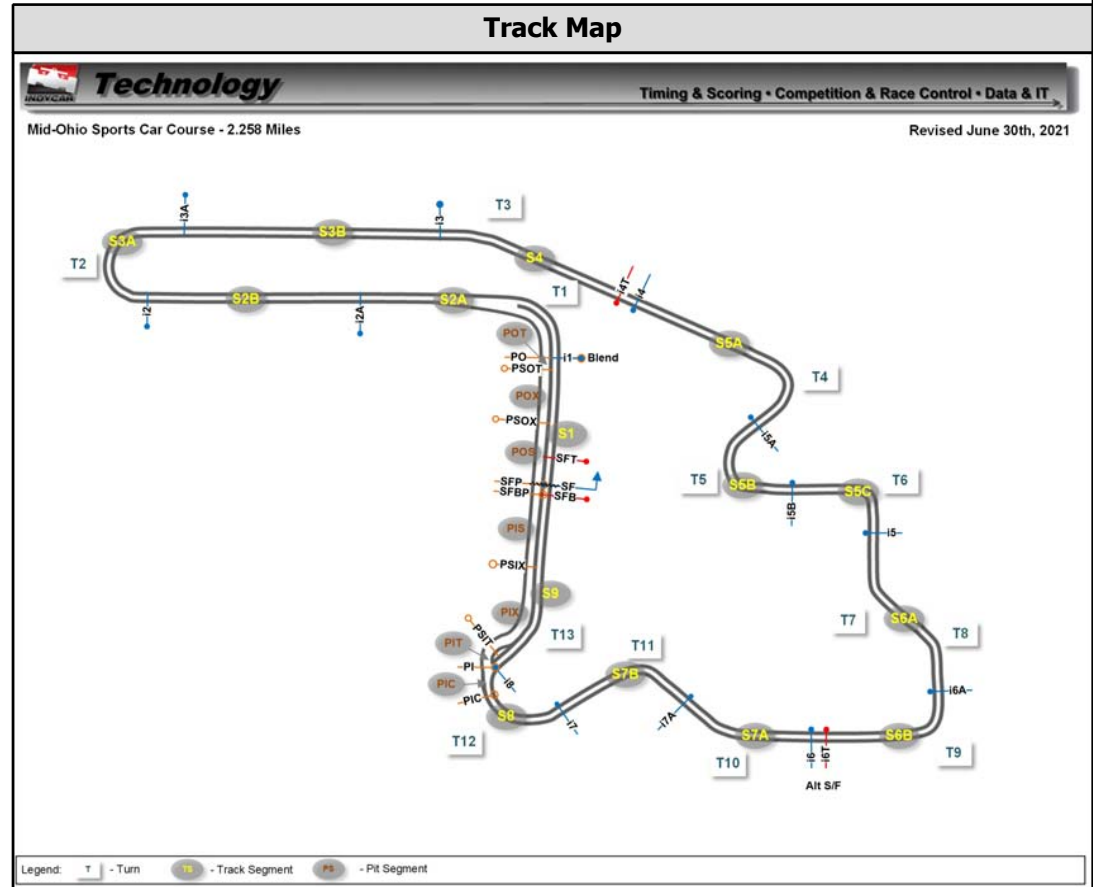 Track Map
INDYCAR
Technology
Timing & Scoring • Competition & Race Control • Data & IT
Mid-Ohio Sports Car Course - 2.258 Miles
Revised June 30th, 2021
i3A
i3
T3
S3A
S3B
S4
T2
T1
i4T
i4
i2
S2B
i2A
S2A
POT
PO
i1
Blend
PSOT
S5A
T4
POX
PSOX
S1
i5A
POS
SFT
SFP
SF
SFBP
SFB
T5
S5B
i5B
S5C
T6
PIS
i5
PSIX
S9
PIX
PSIT
T13
T7
S6A
T8
PIT
PI
i8
T11
S7B
PIC
PIC
i6A
S8
i7
i7A
T12
S7A
i6
i6T
S6B
T10
T9
Alt S/F
Legend: T - Turn TS - Track Segment PS - Pit Segment